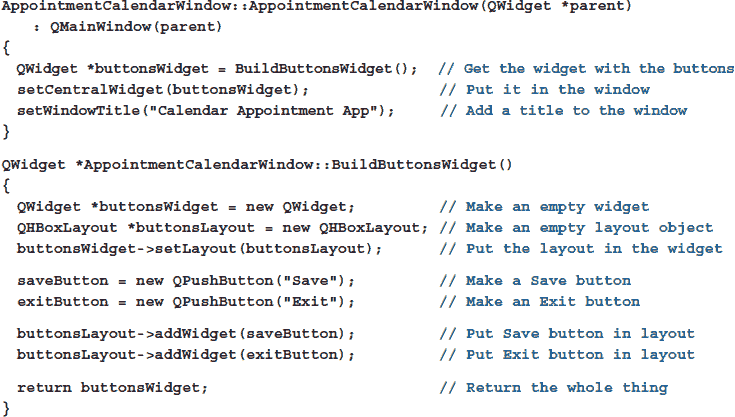 AppointmentCalendarWindow::AppointmentCalendarWindow(QWidget *parent)
    : QMainWindow(parent)
{
  QWidget *buttonsWidget = BuildButtonsWidget();  // Get the widget with the buttons
  setCentralWidget(buttonsWidget);                // Put it in the window
  setWindowTitle("Calendar Appointment App");     // Add a title to the window
}
QWidget *AppointmentCalendarWindow::BuildButtonsWidget()
{
  QWidget *buttonsWidget = new QWidget;           // Make an empty widget
  QHBoxLayout *buttonsLayout = new QHBoxLayout; // Make an empty layout object
  buttonsWidget->setLayout(buttonsLayout);       // Put the layout in the widget
  saveButton = new QPushButton("Save");           // Make a Save button
  exitButton = new QPushButton("Exit");           // Make an Exit button
  buttonsLayout->addWidget(saveButton);           // Put Save button in layout
  buttonsLayout->addWidget(exitButton);           // Put Exit button in layout
  return buttonsWidget;                           // Return the whole thing
}